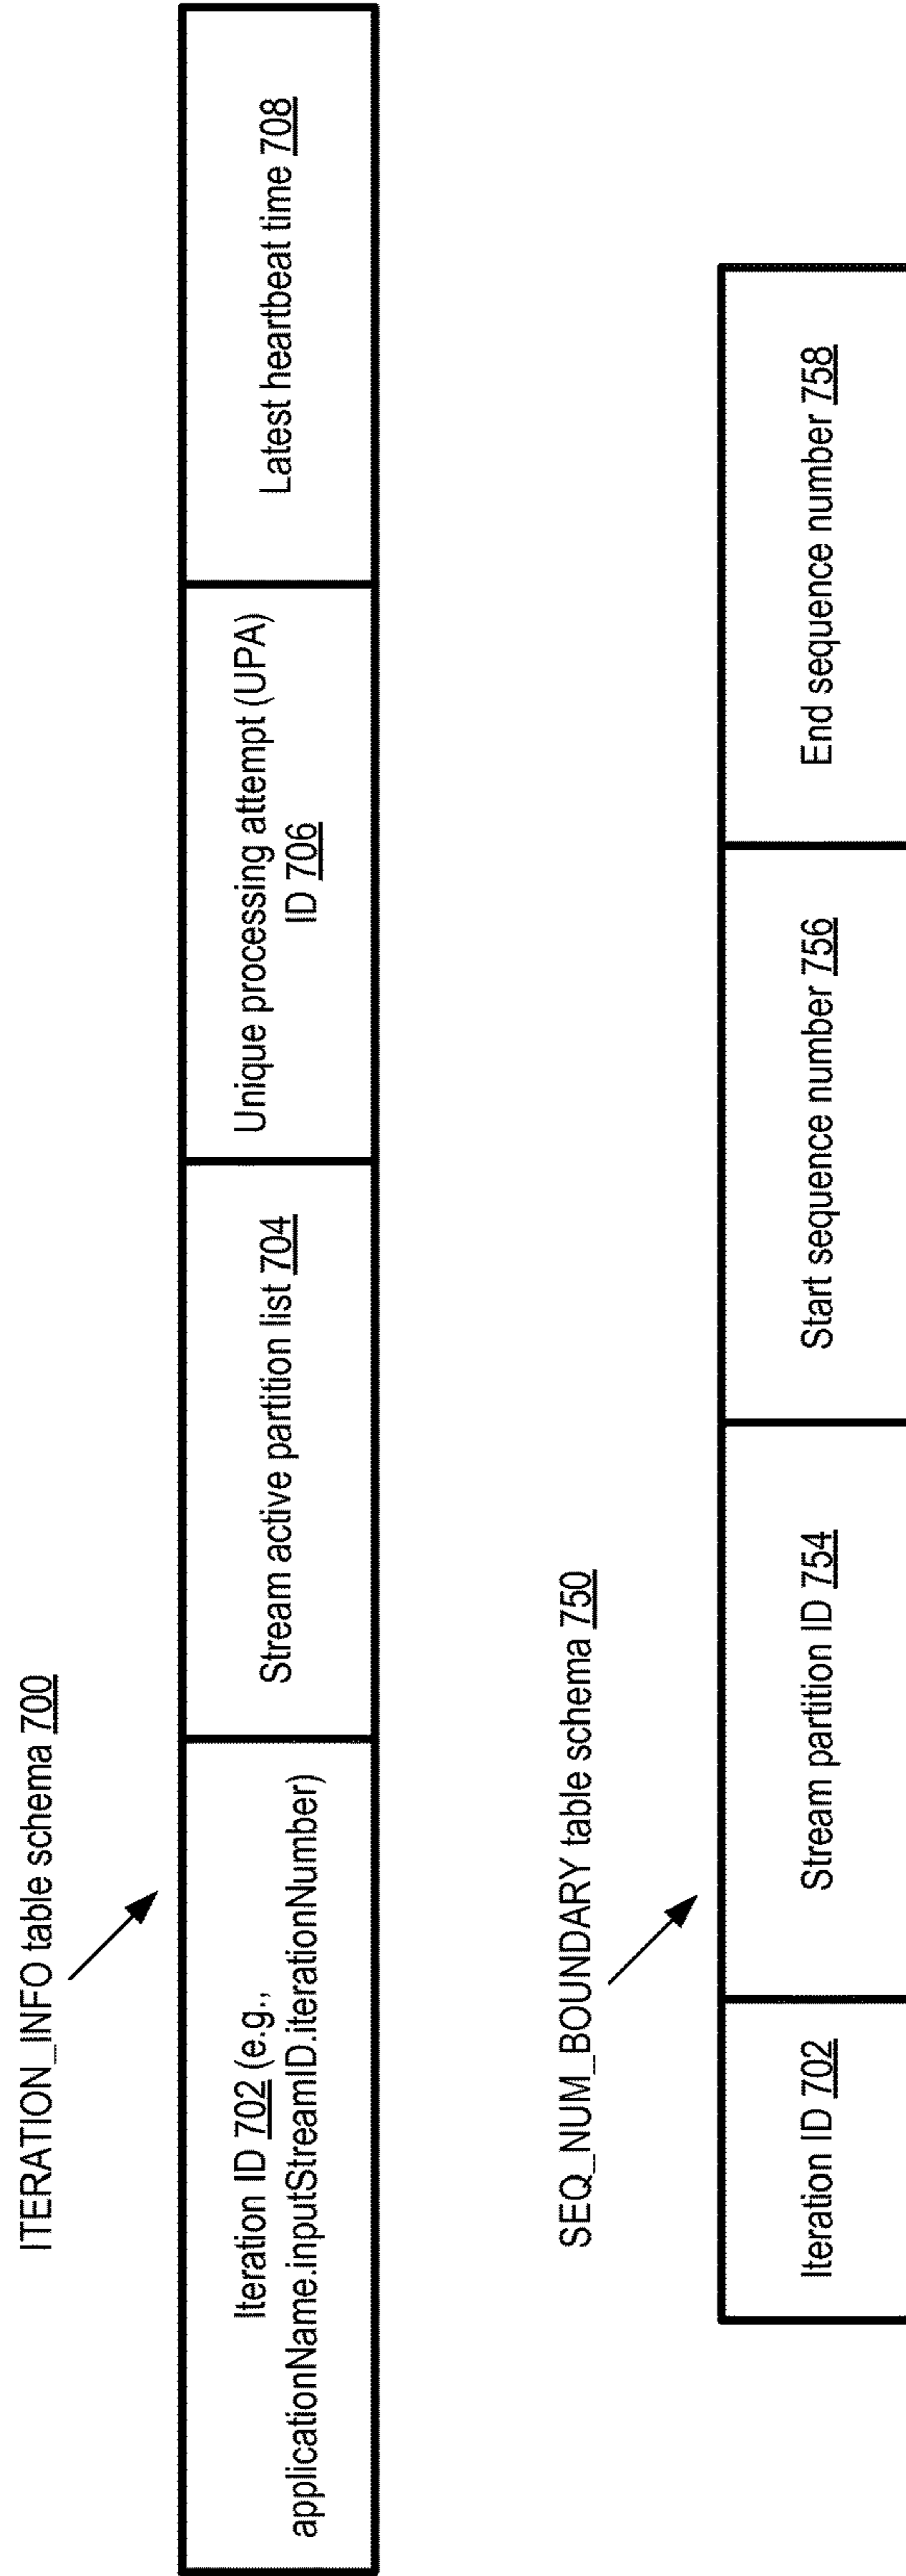 ITERATION_INFO table schema 700
Iteration ID 702 (e.g.,
applicationName.inputStreamID.iterationNumber)
Stream active partition list 704
Unique processing attempt (UPA)
ID 706
Latest heartbeat time 708
SEQ_NUM_BOUNDARY table schema 750
Iteration ID 702
Stream partition ID 754
Start sequence number 756
End sequence number 758